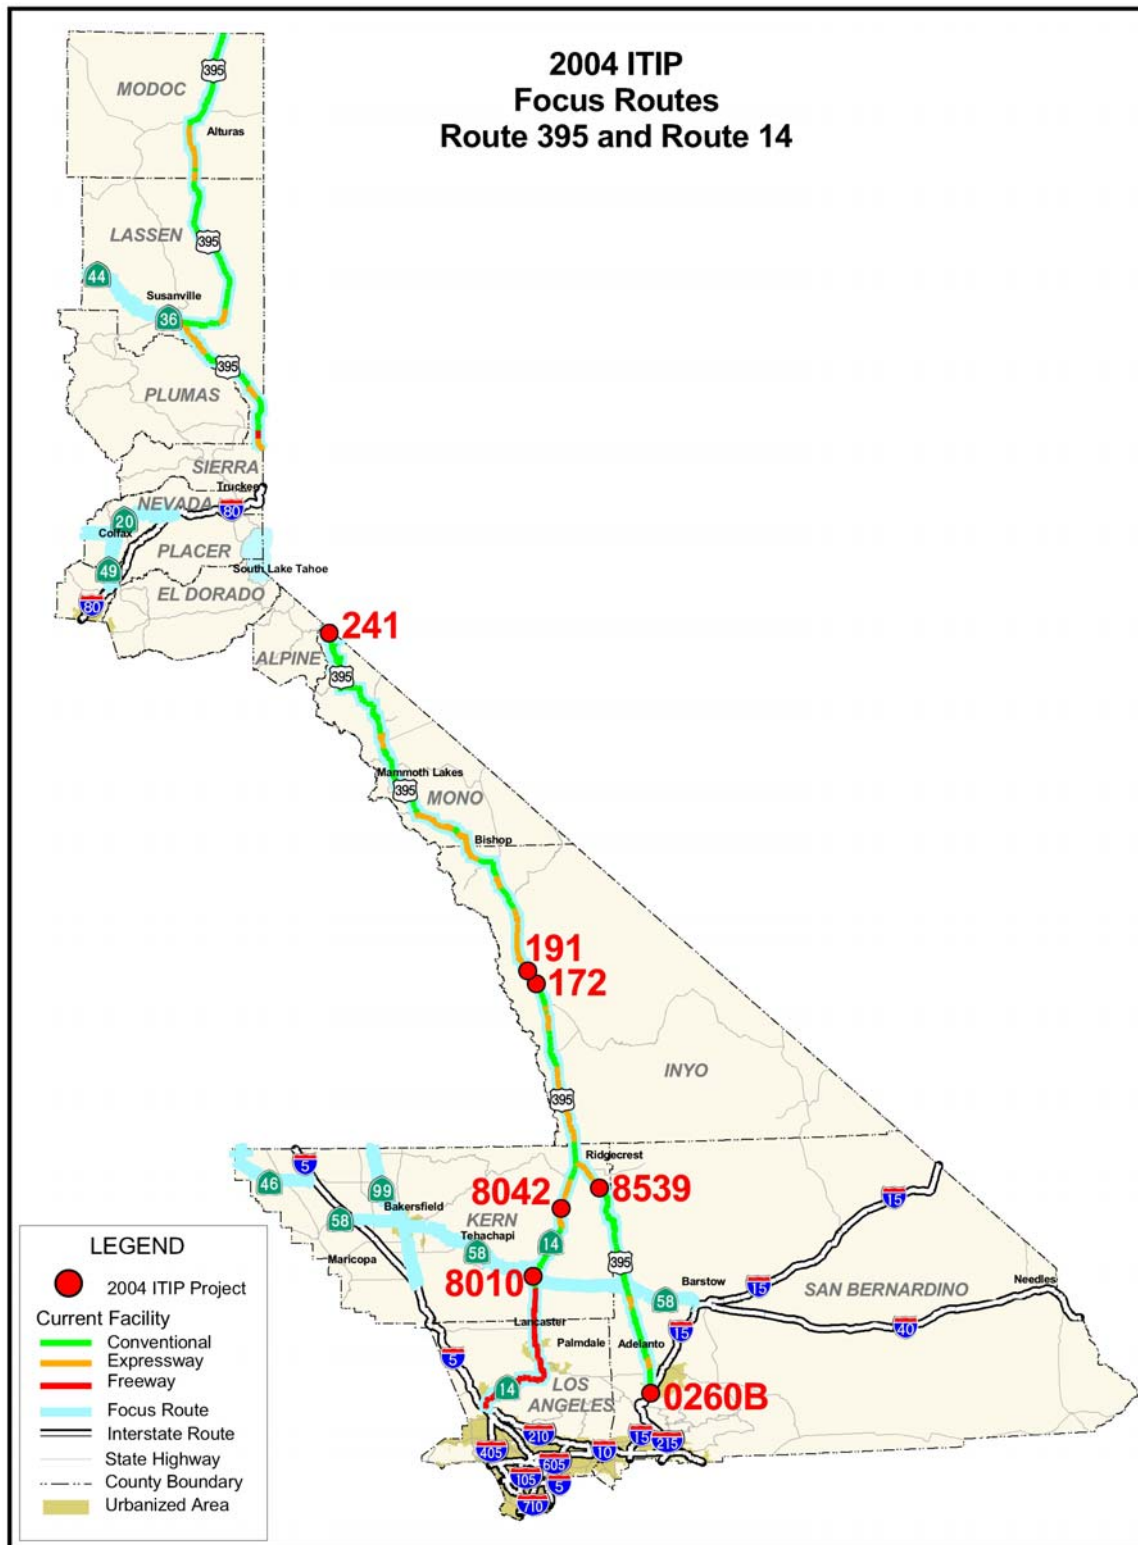 2004 ITIP
Focus Routes
Route 395 and Route 14
395
MODOC
Alturas
LASSEN
395
44
Susanville
36
395
PLUMAS
SIERRA
Truckee
NEVADA
80
20
Colfax
PLACER
49
South Lake Tahoe
EL DORADO
80
241
ALPINE
395
Mammoth Lakes
395
MONO
Bishop
191
172
INYO
395
Ridgecrest
5
46
99
8042
8539
15
58
Bakersfield
KERN
Tehachapi
58
14
Maricopa
395
8010
Barstow
15
SAN BERNARDINO
Needles
58
Lancaster
40
15
Palmdale
Adelanto
5
14
LOS
ANGELES
0260B
210
15
215
405
10
605
105
5
710
LEGEND
2004 ITIP Project
Current Facility
Conventional
Expressway
Freeway
Focus Route
Interstate Route
State Highway
County Boundary
Urbanized Area